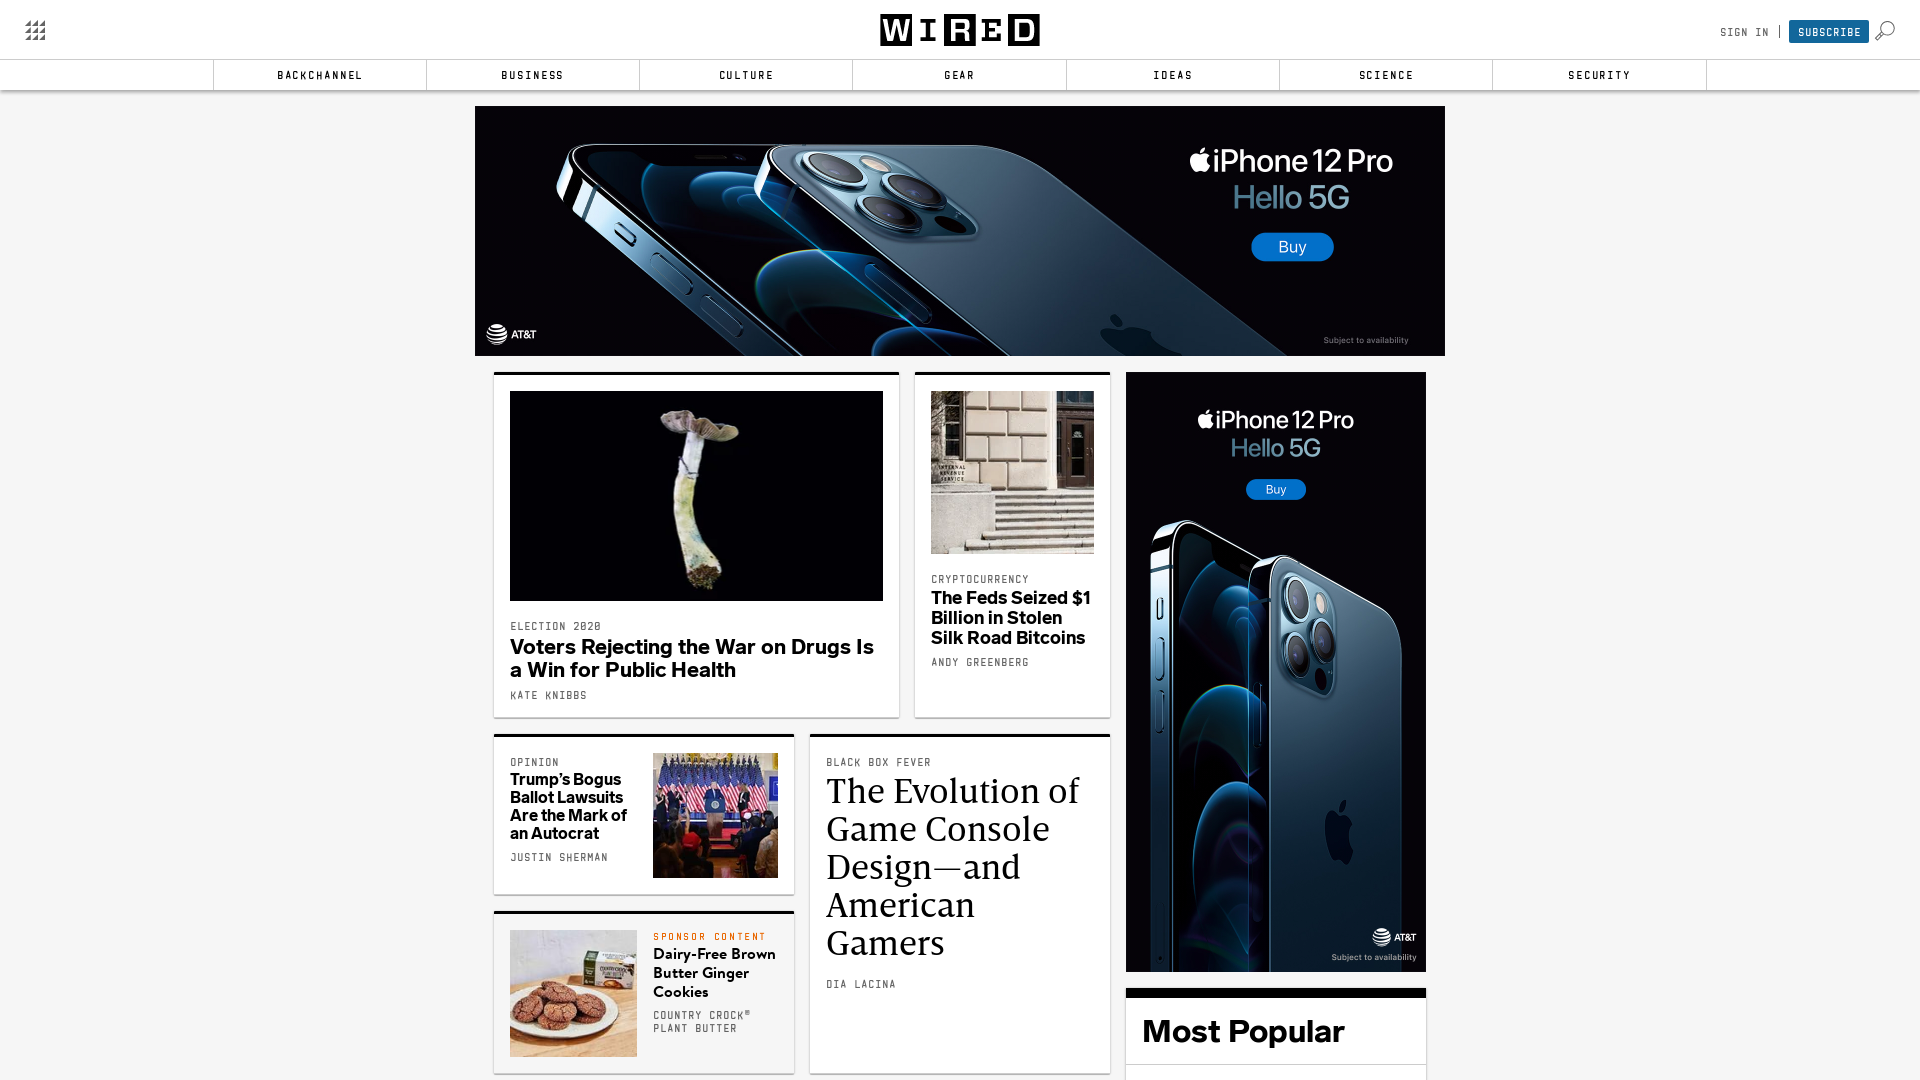 WIRED
SIGN IN
SUBSCRIBE
BACKCHANNEL
BUSINESS
CULTURE
GEAR
IDEAS
SCIENCE
SECURITY
iPhone 12 Pro
Hello 5G
Buy
AT&T
Subject to availability
ELECTION 2020
Voters Rejecting the War on Drugs Is
a Win for Public Health
KATE KNIBBS
INTERNAL
REVENUE
SERVICE
CRYPTOCURRENCY
The Feds Seized $1
Billion in Stolen
Silk Road Bitcoins
ANDY GREENBERG
iPhone 12 Pro
Hello 5G
Buy
AT&T
Subject to availability
OPINION
Trump’s Bogus
Ballot Lawsuits
Are the Mark of
an Autocrat
JUSTIN SHERMAN
BLACK BOX FEVER
The Evolution of
Game Console
Design—and
American
Gamers
DIA LACINA
SPONSOR CONTENT
Dairy-Free Brown
Butter Ginger
Cookies
COUNTRY CROCK®
PLANT BUTTER
Most Popular